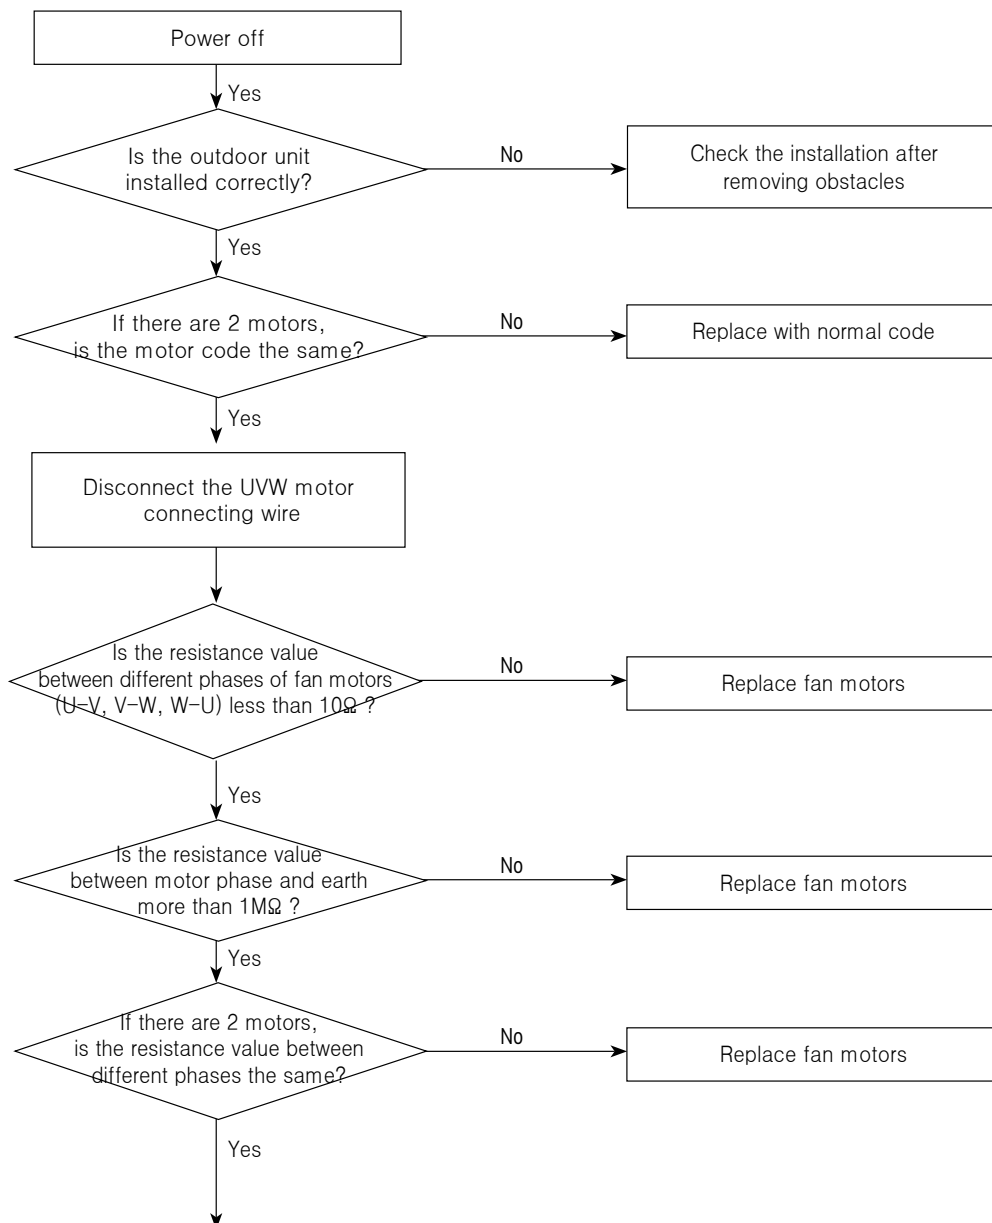 Power off
Yes
Is the outdoor unit
installed correctly?
No
Check the installation after
removing obstacles
Yes
If there are 2 motors,
is the motor code the same?
No
Replace with normal code
Yes
Disconnect the UVW motor
connecting wire
Is the resistance value
between different phases of fan motors
(U-V, V-W, W-U) less than 10Ω ?
No
Replace fan motors
Yes
Is the resistance value
between motor phase and earth
more than 1MΩ ?
No
Replace fan motors
Yes
If there are 2 motors,
is the resistance value between
different phases the same?
No
Replace fan motors
Yes